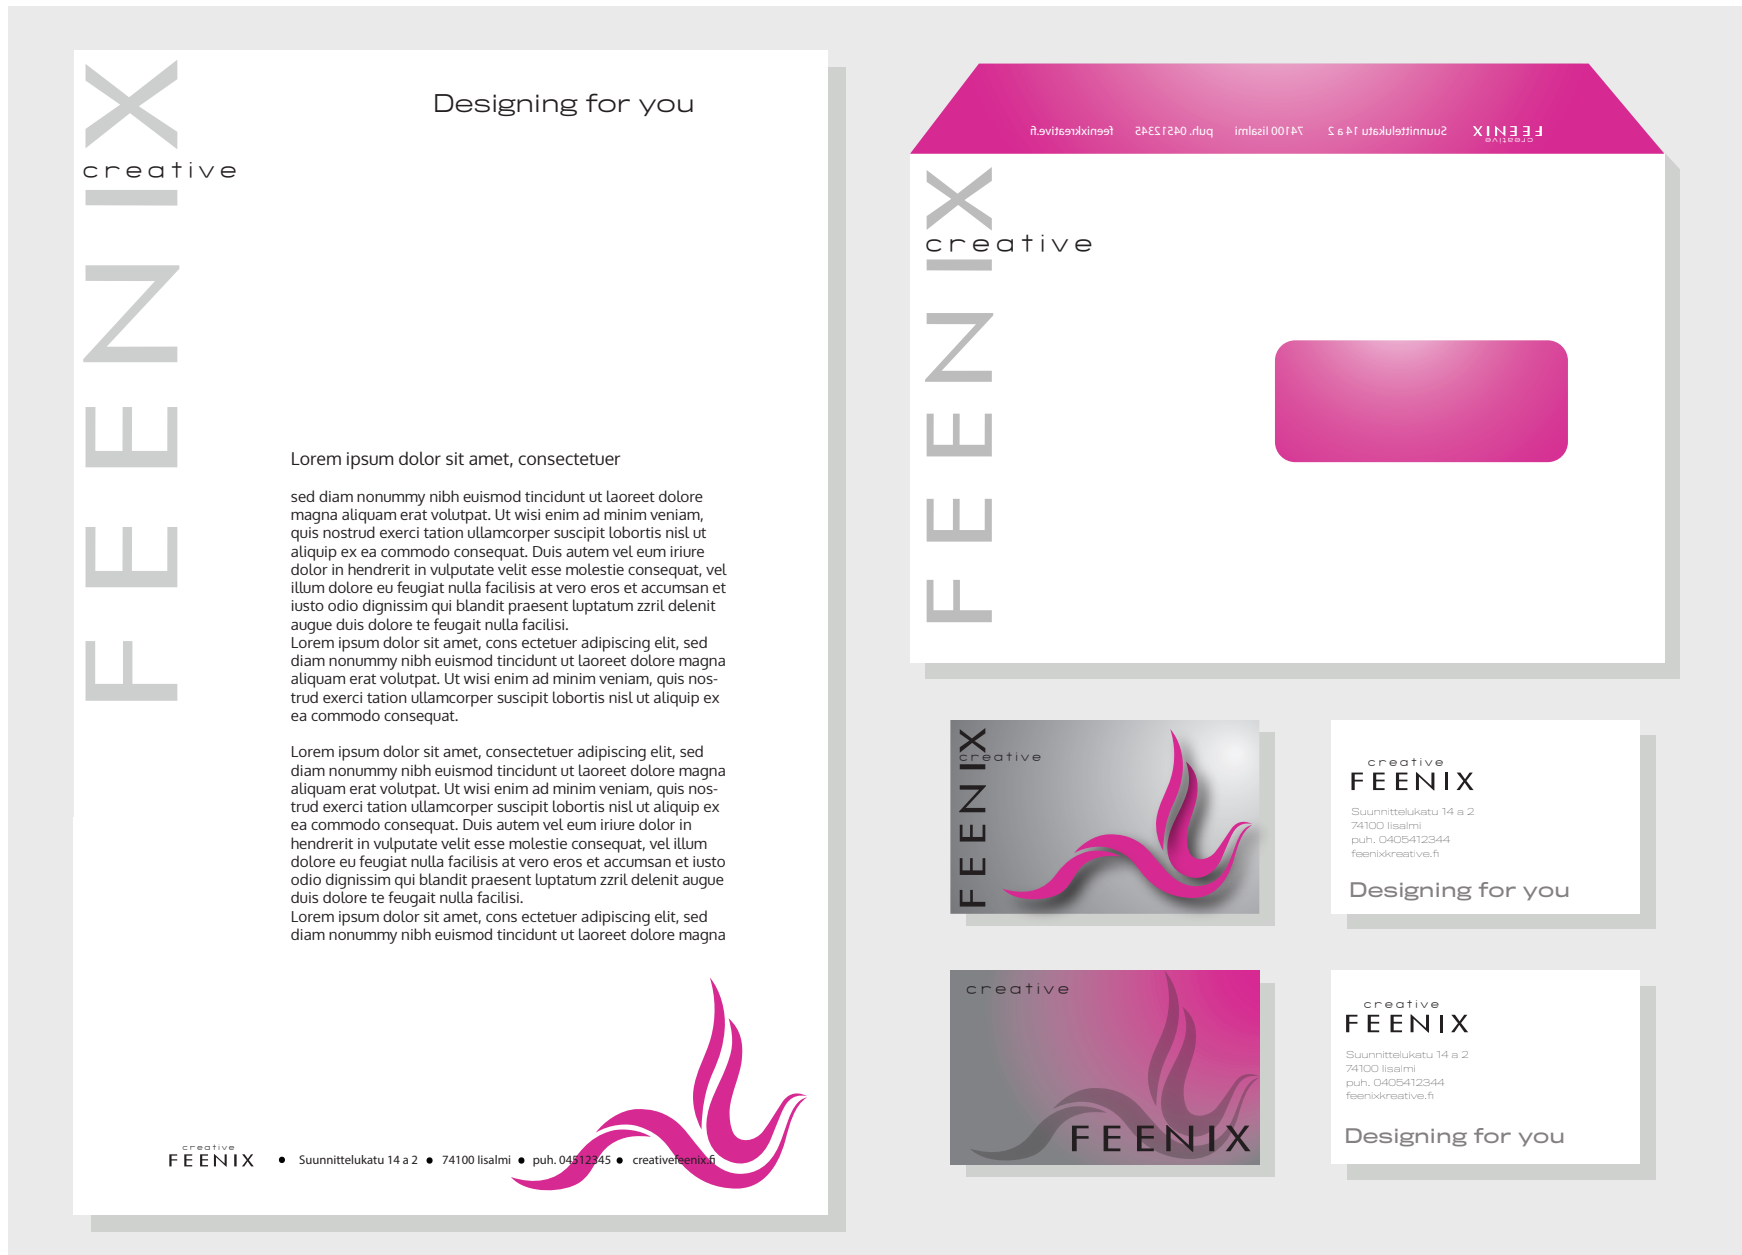 FEENIX
creative
Designing for you
Lorem ipsum dolor sit amet, consectetuer
sed diam nonummy nibh euismod tincidunt ut laoreet dolore
magna aliquam erat volutpat. Ut wisi enim ad minim veniam,
quis nostrud exerci tation ullamcorper suscipit lobortis nisl ut
aliquip ex ea commodo consequat. Duis autem vel eum iriure
dolor in hendrerit in vulputate velit esse molestie consequat, vel
illum dolore eu feugiat nulla facilisis at vero eros et accumsan et
iusto odio dignissim qui blandit praesent luptatum zzril delenit
augue duis dolore te feugait nulla facilisi.
Lorem ipsum dolor sit amet, cons ectetuer adipiscing elit, sed
diam nonummy nibh euismod tincidunt ut laoreet dolore magna
aliquam erat volutpat. Ut wisi enim ad minim veniam, quis nos-
trud exerci tation ullamcorper suscipit lobortis nisl ut aliquip ex
ea commodo consequat.
Lorem ipsum dolor sit amet, consectetuer adipiscing elit, sed
diam nonummy nibh euismod tincidunt ut laoreet dolore magna
aliquam erat volutpat. Ut wisi enim ad minim veniam, quis nos-
trud exerci tation ullamcorper suscipit lobortis nisl ut aliquip ex
ea commodo consequat. Duis autem vel eum iriure dolor in
hendrerit in vulputate velit esse molestie consequat, vel illum
dolore eu feugiat nulla facilisis at vero eros et accumsan et iusto
odio dignissim qui blandit praesent luptatum zzril delenit augue
duis dolore te feugait nulla facilisi.
Lorem ipsum dolor sit amet, cons ectetuer adipiscing elit, sed
diam nonummy nibh euismod tincidunt ut laoreet dolore magna
creative
FEENIX ● Suunnittelukatu 14 a 2 ● 74100 Iisalmi ● puh. 04512345 ● creativefeenix.fi
creative
FEENIX Suunnittelukatu 14 a 2 74100 Iisalmi puh. 04512345 feenixkreative.fi
FEENIX
creative
FEENIX
creative
creative
FEENIX
Suunnittelukatu 14 a 2
74100 Iisalmi
puh. 0405412344
feenixkreative.fi
Designing for you
creative
FEENIX
creative
FEENIX
Suunnittelukatu 14 a 2
74100 Iisalmi
puh. 0405412344
feenixkreative.fi
Designing for you